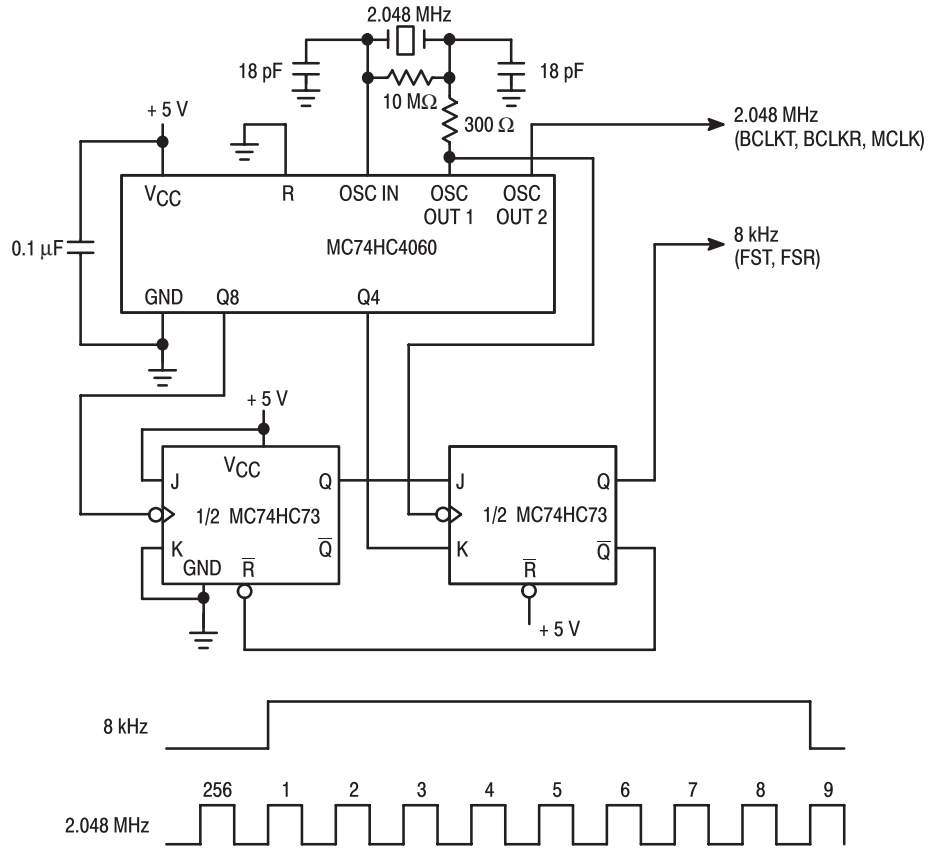 2.048 MHz
18 pF
18 pF
10 MΩ
300 Ω
+ 5 V
2.048 MHz
(BCLKT, BCLKR, MCLK)
VCC
R
OSC IN
OSC
OUT 1
OSC
OUT 2
0.1 µF
MC74HC4060
8 kHz
(FST, FSR)
GND
Q8
Q4
+ 5 V
VCC
J
Q
J
Q
1/2 MC74HC73
1/2 MC74HC73
K
Q̅
K
Q̅
GND
R̅
R̅
+ 5 V
8 kHz
256
1
2
3
4
5
6
7
8
9
2.048 MHz